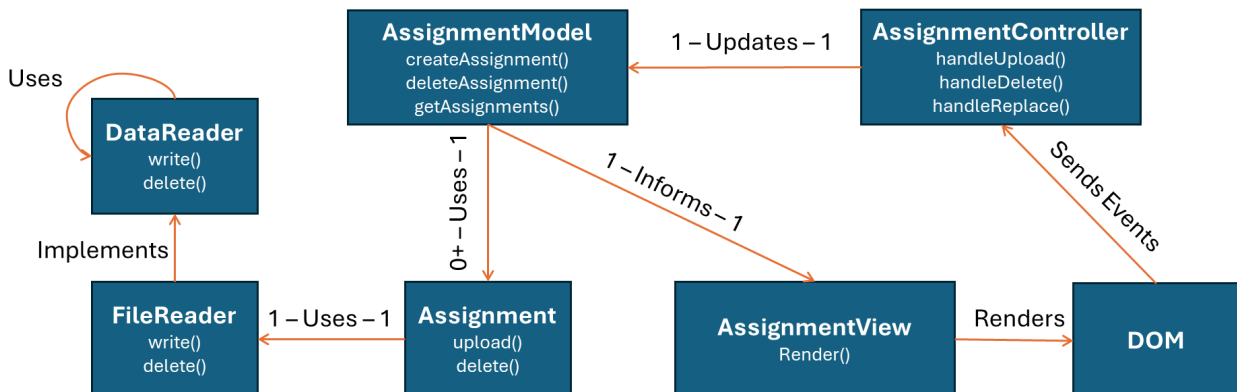 AssignmentModel
createAssignment()
deleteAssignment()
getAssignments()
1 – Updates – 1
AssignmentController
handleUpload()
handleDelete()
handleReplace()
Uses
DataReader
write()
delete()
0+ – Uses – 1
1 – Informs – 1
Sends Events
Implements
FileReader
write()
delete()
1 – Uses – 1
Assignment
upload()
delete()
AssignmentView
Render()
Renders
DOM